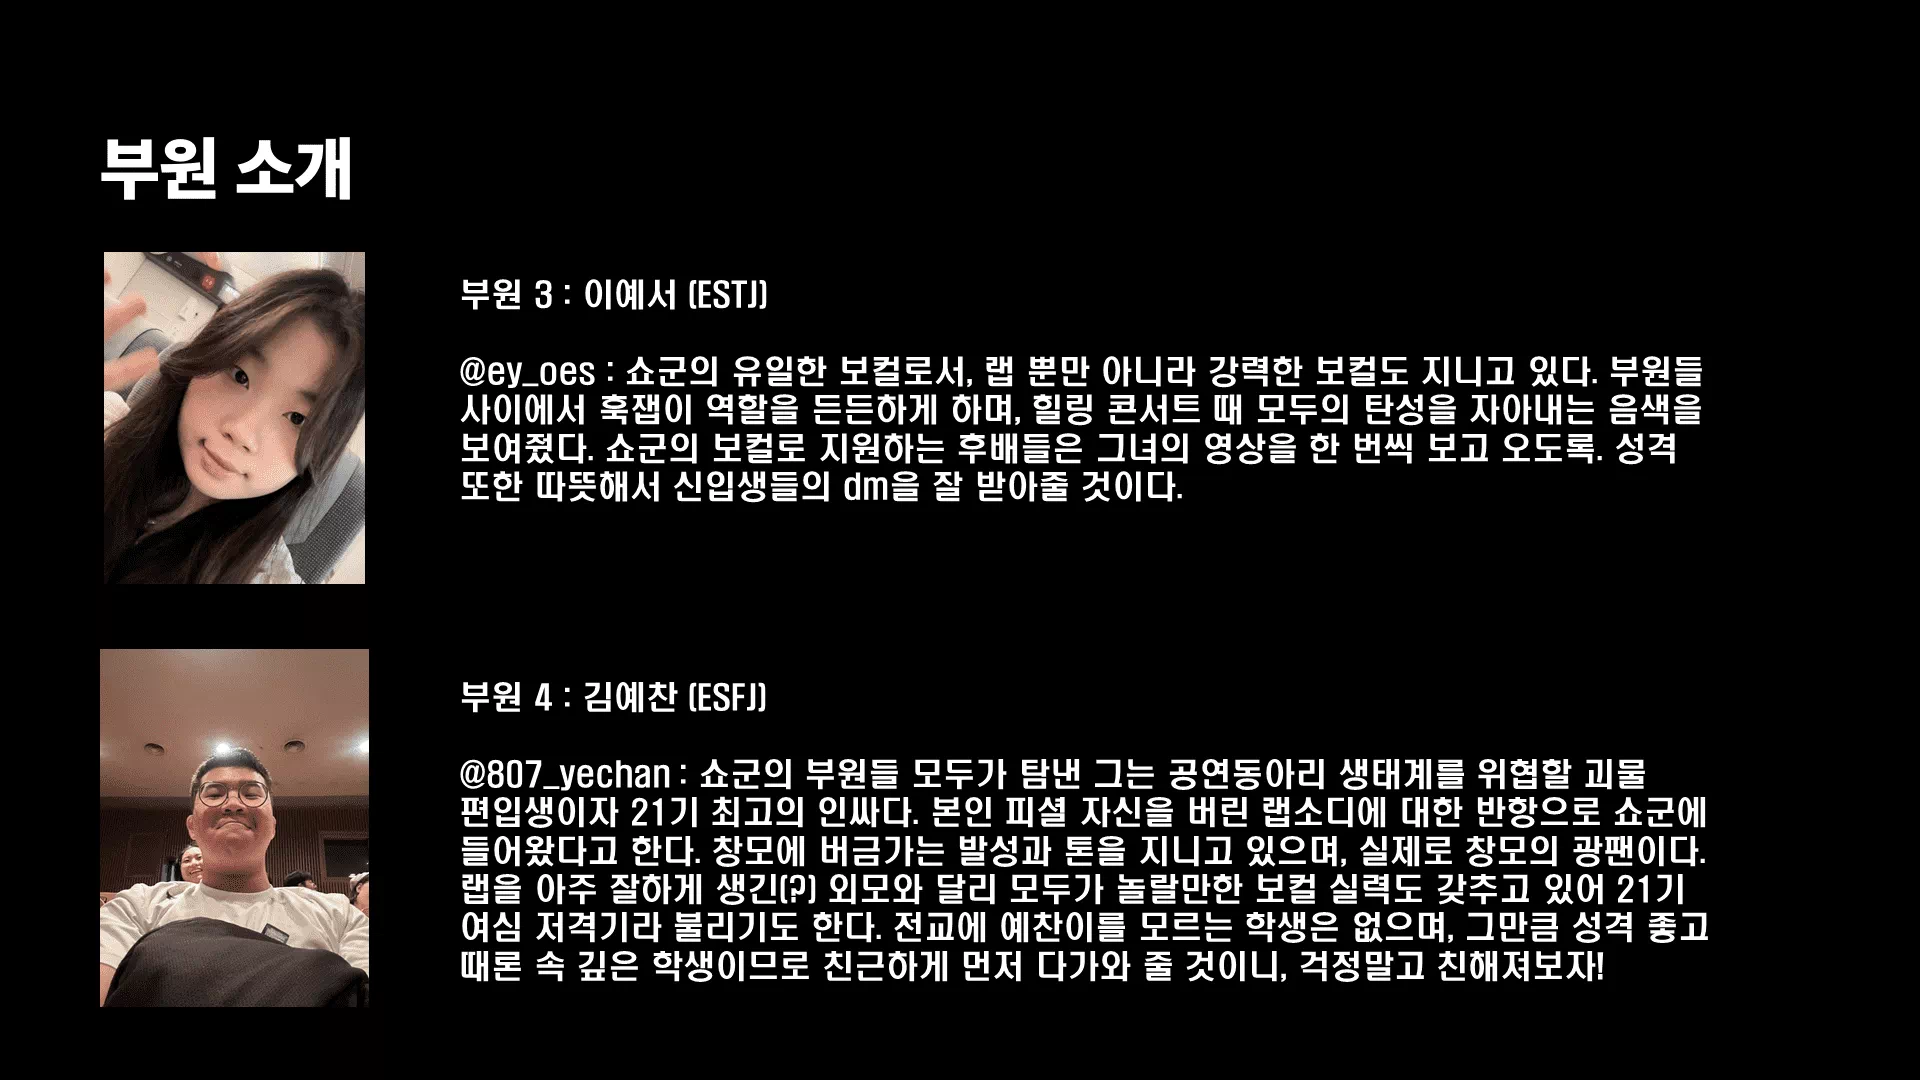 부원 소개
부원 3 : 이예서 (ESTJ)
@ey_oes : 쇼군의 유일한 보컬로서, 랩 뿐만 아니라 강력한 보컬도 지니고 있다. 부원들
사이에서 훅잽이 역할을 든든하게 하며, 힐링 콘서트 때 모두의 탄성을 자아내는 음색을
보여줬다. 쇼군의 보컬로 지원하는 후배들은 그녀의 영상을 한 번씩 보고 오도록. 성격
또한 따뜻해서 신입생들의 dm을 잘 받아줄 것이다.
부원 4 : 김예찬 (ESFJ)
@807_yechan : 쇼군의 부원들 모두가 탐낸 그는 공연동아리 생태계를 위협할 괴물
편입생이자 21기 최고의 인싸다. 본인 피셜 자신을 버린 랩소디에 대한 반항으로 쇼군에
들어왔다고 한다. 창모에 버금가는 발성과 톤을 지니고 있으며, 실제로 창모의 광팬이다.
랩을 아주 잘하게 생긴(?) 외모와 달리 모두가 놀랄만한 보컬 실력도 갖추고 있어 21기
여심 저격기라 불리기도 한다. 전교에 예찬이를 모르는 학생은 없으며, 그만큼 성격 좋고
때론 속 깊은 학생이므로 친근하게 먼저 다가와 줄 것이니, 걱정말고 친해져보자!